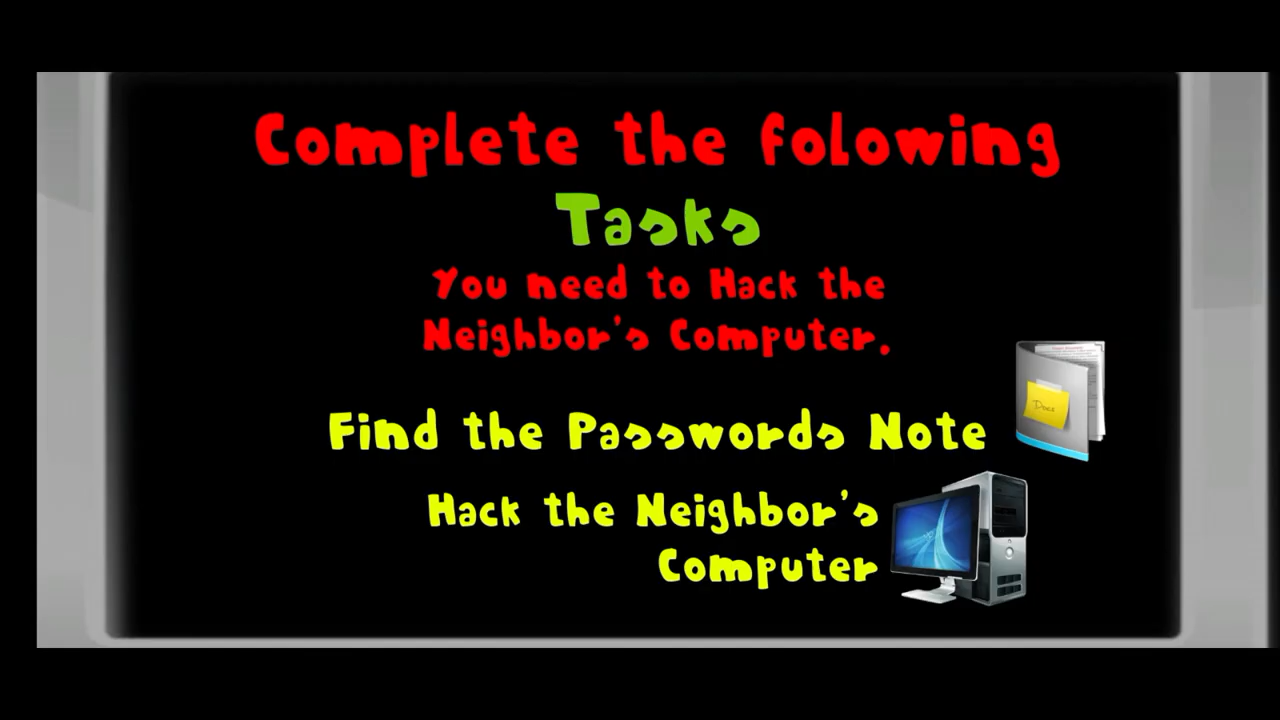 Complete the folowing
Tasks
You need to Hack the
Neighbor's Computer.
Find the Passwords Note
Docs
Hack the Neighbor's
Computer